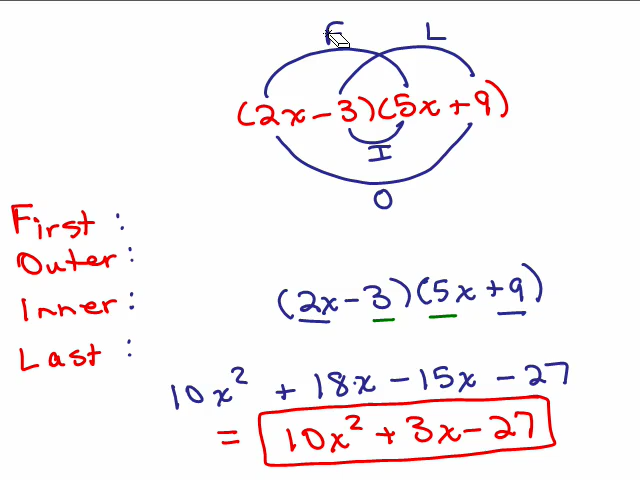 F L
(2x-3)(5x+9)
I
O
First:
Outer:
Inner:
Last:
(2x-3)(5x+9)
10x² + 18x - 15x - 27
= 10x² + 3x - 27